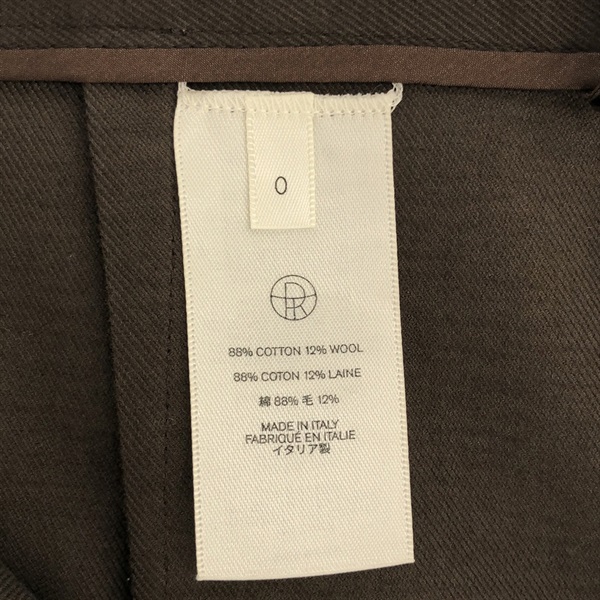 0
88% COTTON 12% WOOL
88% COTON 12% LAINE
綿 88% 毛 12%
MADE IN ITALY
FABRIQUÉ EN ITALIE
イタリア製